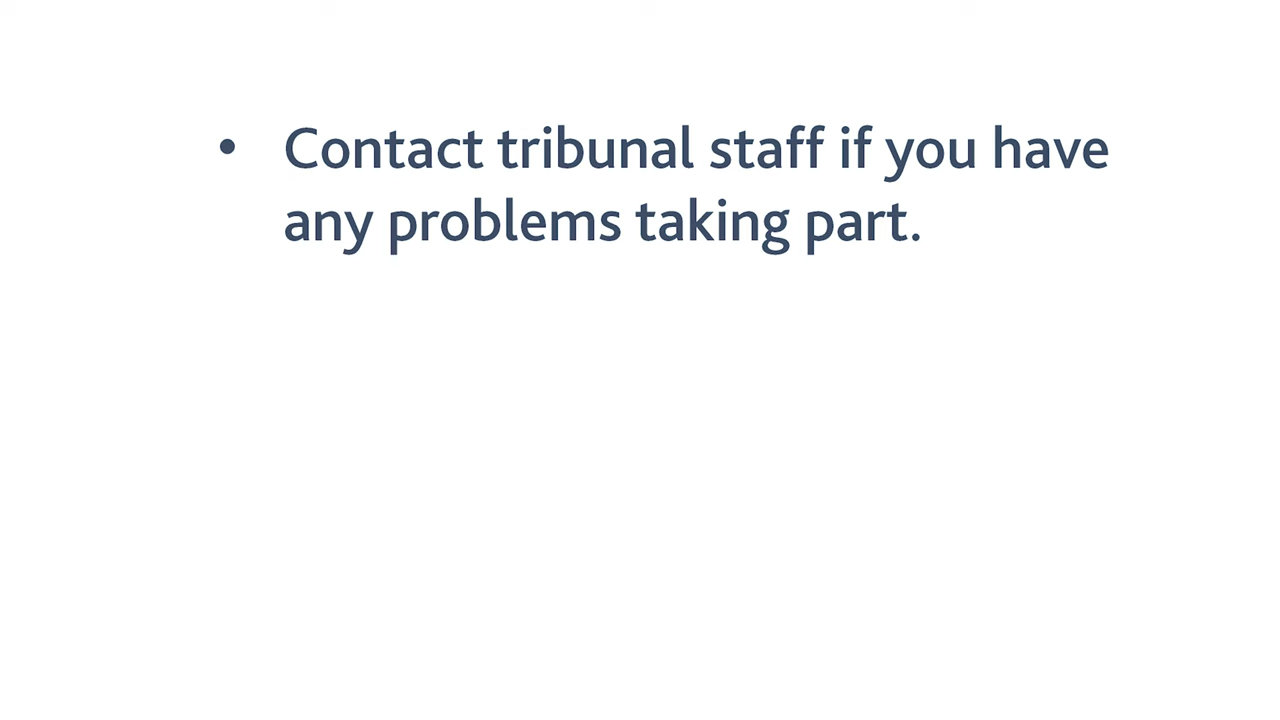 • Contact tribunal staff if you have
any problems taking part.